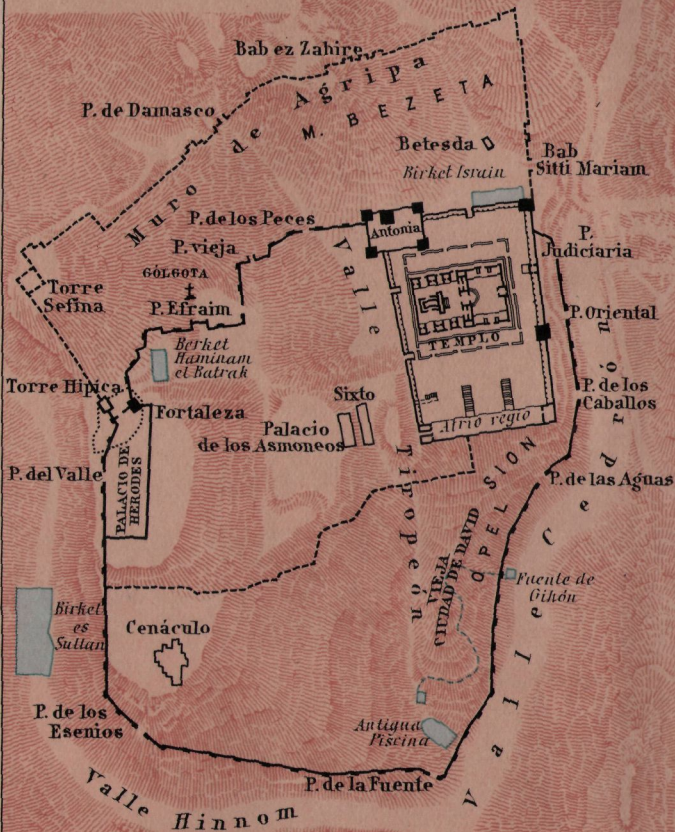 Bab ez Zahire
Muro de Agripa
M. BEZETA
P. de Damasco
Betesda
Bab
Sitti Mariam
Birket Israin
P. de los Peces
Antonia
P. vieja
P.
Judiciaria
GÓLGOTA
Torre
Sefina
P. Efraim
Valle Tiropeón
P. Oriental
TEMPLO
Berket
Haminam
el Batrak
Torre Hipica
Fortaleza
Sixto
P. de los
Caballos
Palacio
de los Asmoneos
Atrio regio
P. del Valle
PALACIO DE
HERODES
P. de las Aguas
OPEL SION
VIEJA
CIUDAD DE DAVID
Fuente de
Gihón
Valle Cedrón
Birket
es
Sultan
Cenáculo
P. de los
Esenios
Antigua
Piscina
P. de la Fuente
Valle Hinnom